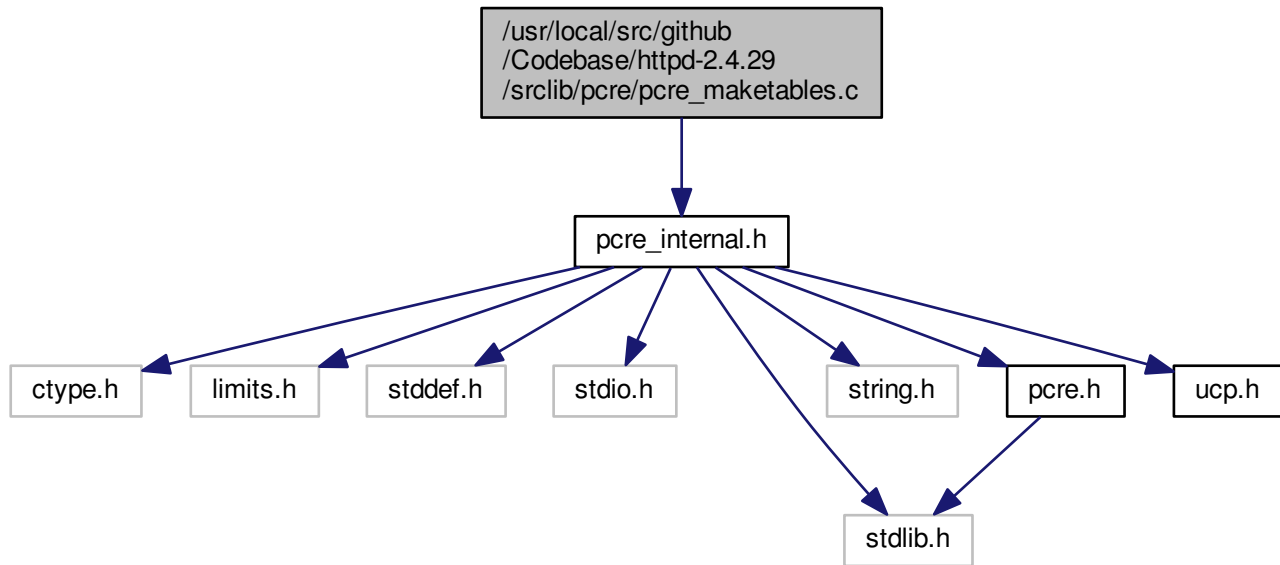 /usr/local/src/github
/Codebase/httpd-2.4.29
/srclib/pcre/pcre_maketables.c
pcre_internal.h
ctype.h
limits.h
stddef.h
stdio.h
string.h
pcre.h
ucp.h
stdlib.h